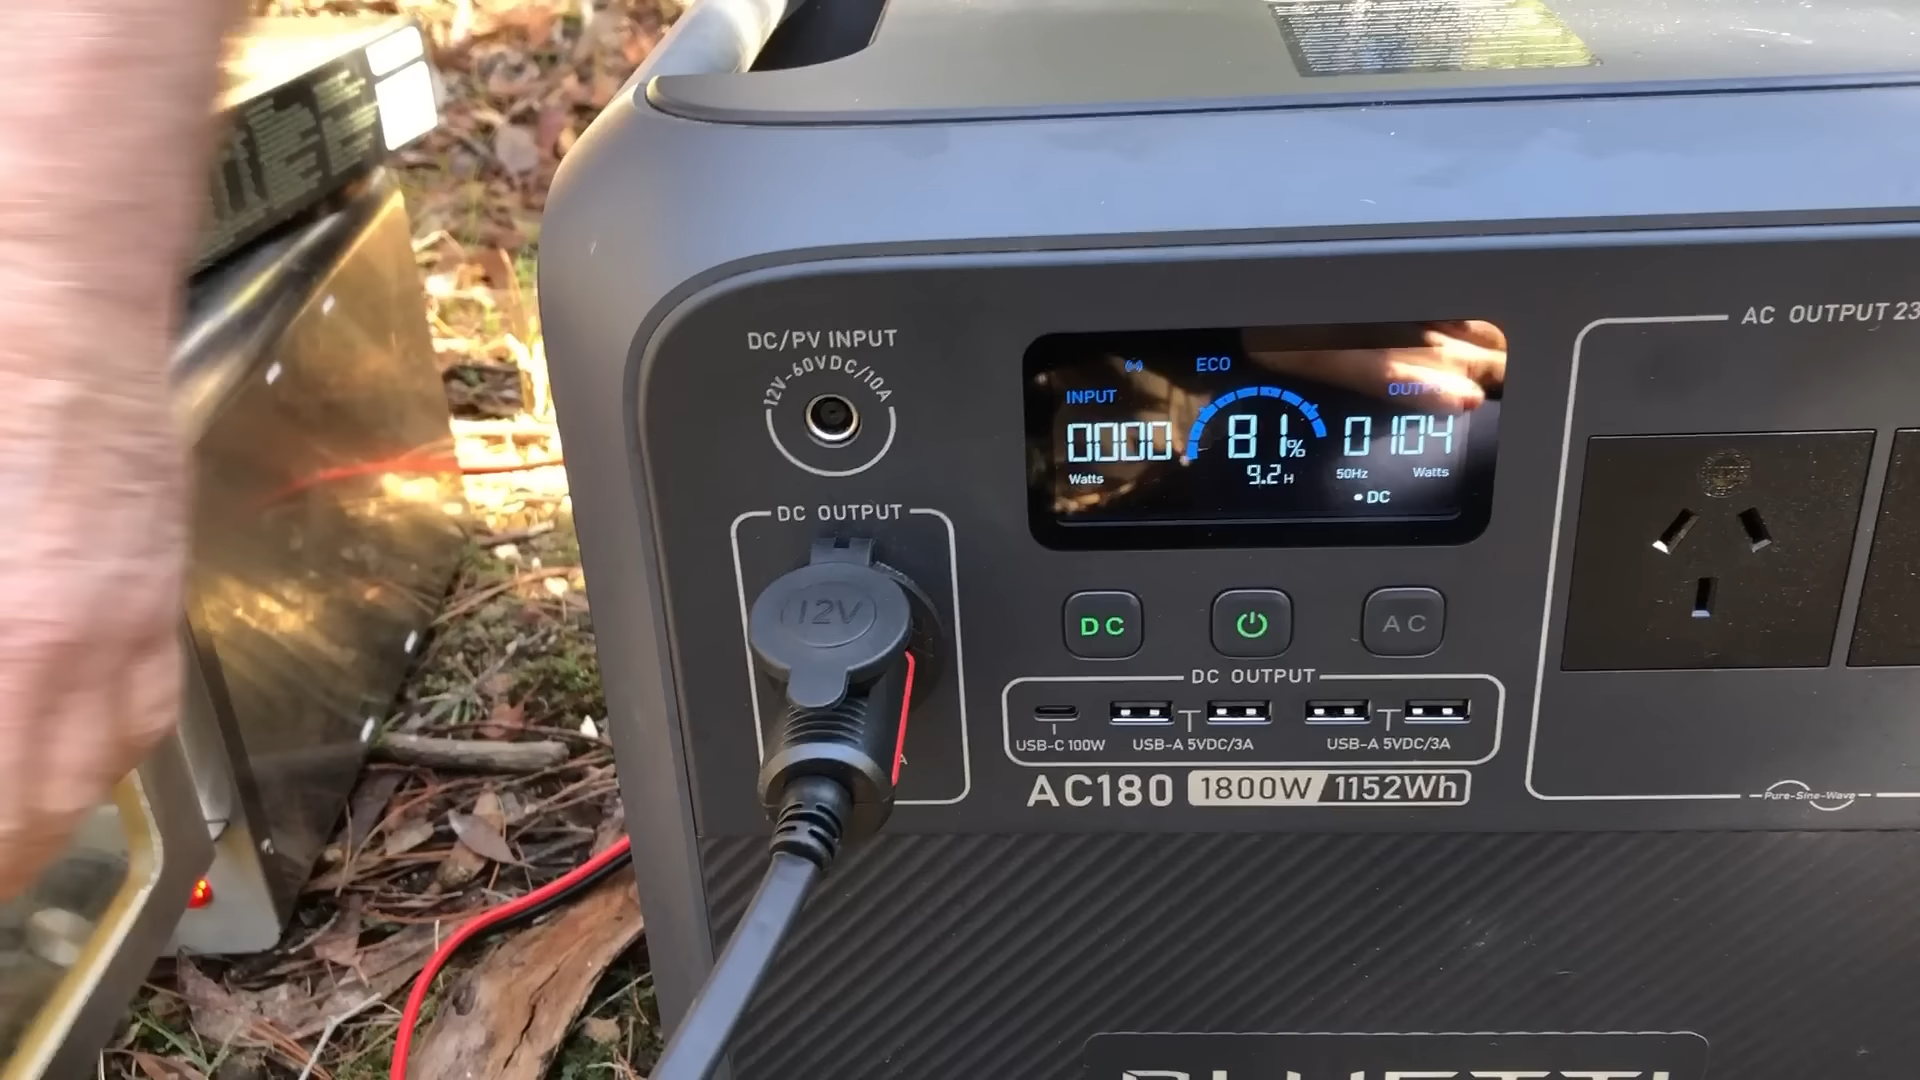 DC/PV INPUT
12V-60VDC/10A
DC OUTPUT
12V
ECO
INPUT
0000
Watts
81%
9.2H
0104
50Hz
Watts
DC
DC
AC
DC OUTPUT
USB-C 100W
USB-A 5VDC/3A
USB-A 5VDC/3A
AC180 1800W/1152Wh
AC OUTPUT 23
Pure-Sine-Wave
BLUETTI